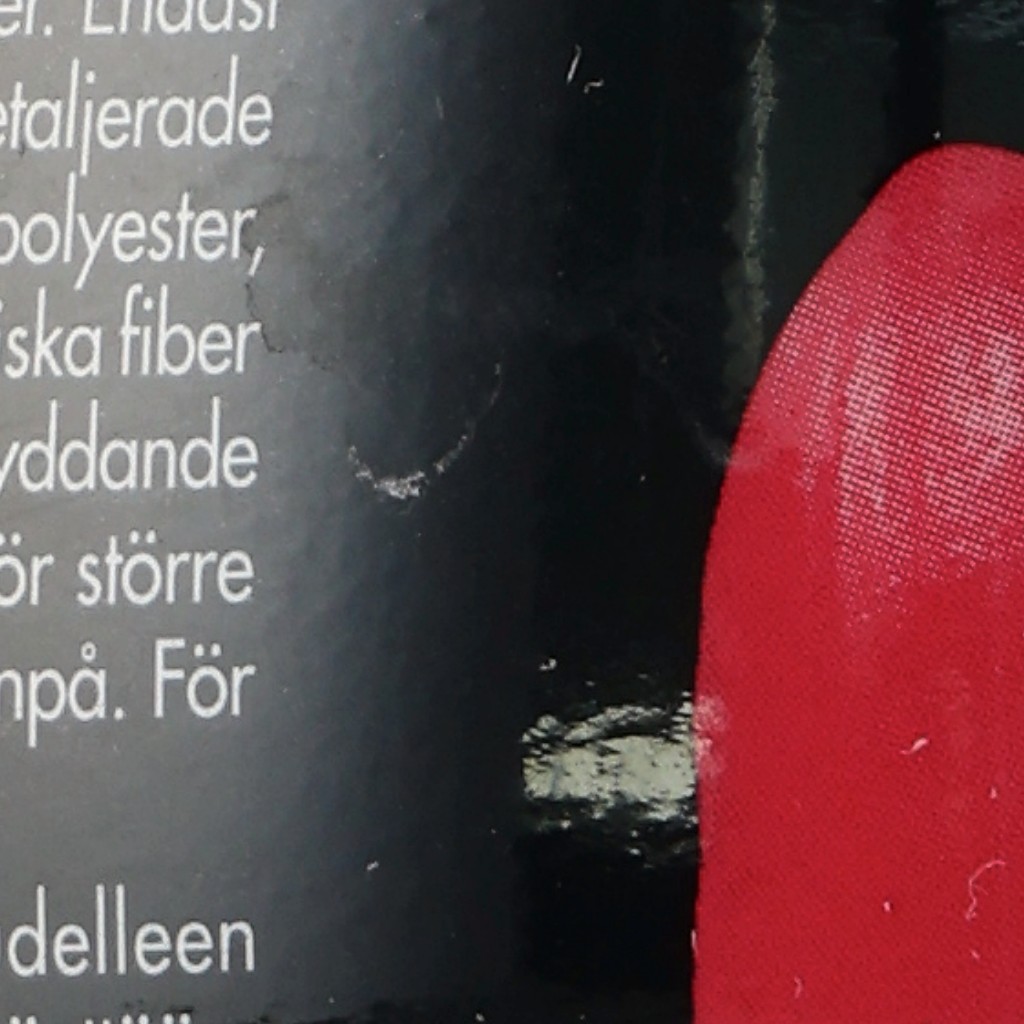 er. Endast
etaljerade
polyester,
iska fiber
yddande
ör större
npå. För
delleen